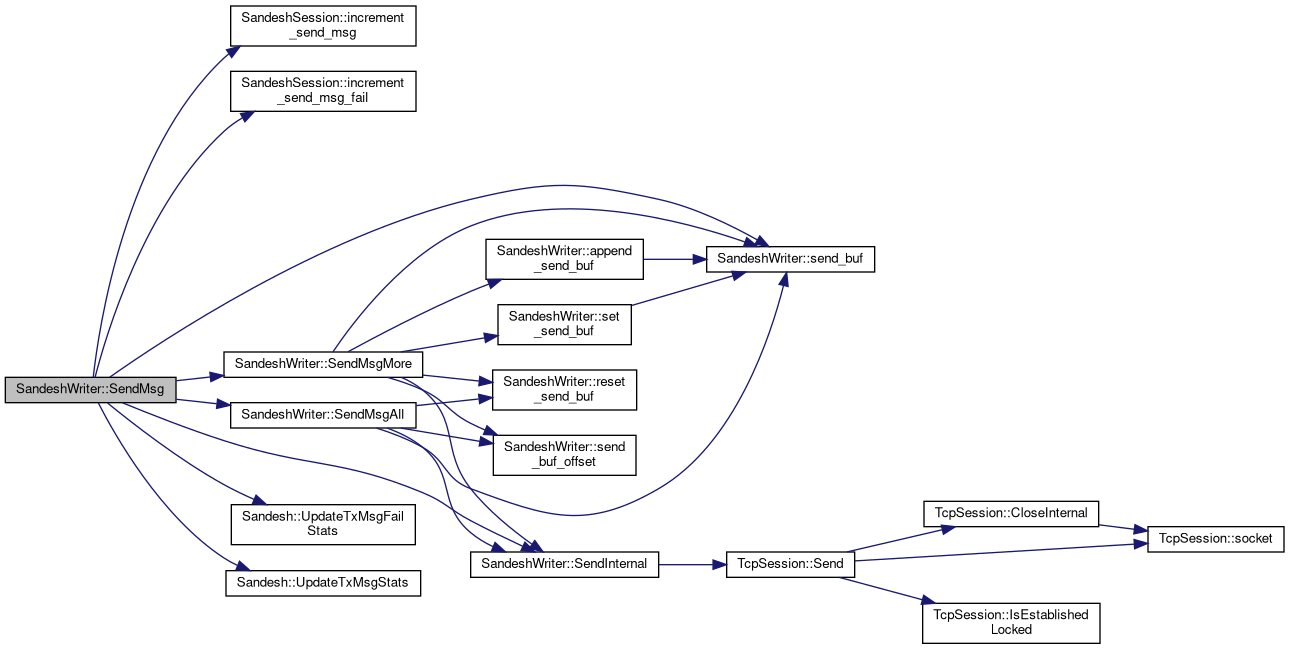 SandeshSession::increment
_send_msg
SandeshSession::increment
_send_msg_fail
SandeshWriter::append
_send_buf
SandeshWriter::send_buf
SandeshWriter::set
_send_buf
SandeshWriter::SendMsgMore
SandeshWriter::SendMsg
SandeshWriter::reset
_send_buf
SandeshWriter::SendMsgAll
SandeshWriter::send
_buf_offset
Sandesh::UpdateTxMsgFail
Stats
TcpSession::CloseInternal
TcpSession::socket
SandeshWriter::SendInternal
TcpSession::Send
Sandesh::UpdateTxMsgStats
TcpSession::IsEstablished
Locked